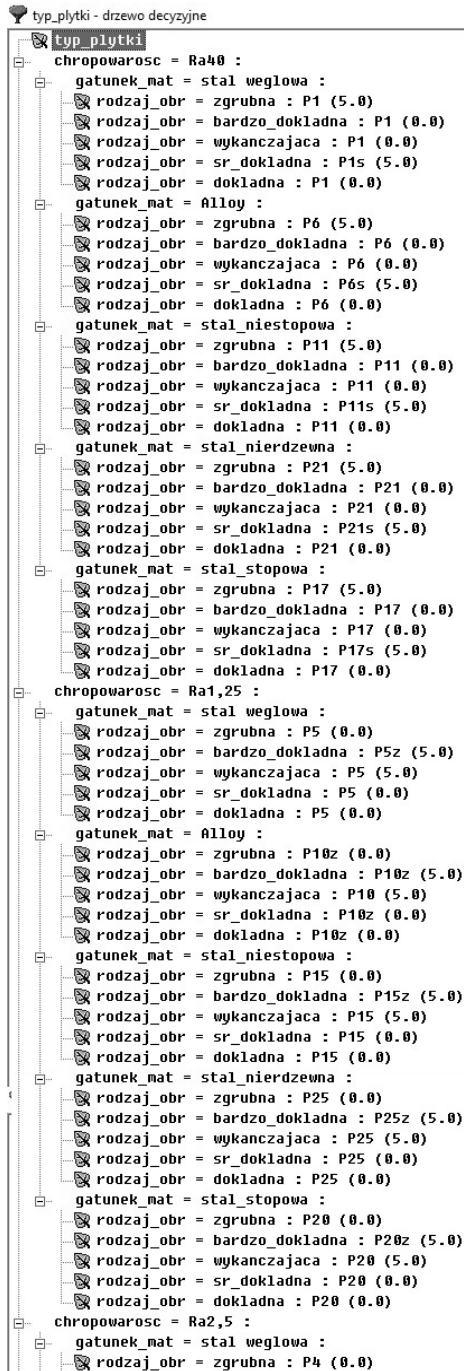 typ_plytki - drzewo decyzyjne
typ_plytki
chropowarosc = Ra40 :
gatunek_mat = stal weglowa :
rodzaj_obr = zgrubna : P1 (5.0)
rodzaj_obr = bardzo_dokladna : P1 (0.0)
rodzaj_obr = wykanczajaca : P1 (0.0)
rodzaj_obr = sr_dokladna : P1s (5.0)
rodzaj_obr = dokladna : P1 (0.0)
gatunek_mat = Alloy :
rodzaj_obr = zgrubna : P6 (5.0)
rodzaj_obr = bardzo_dokladna : P6 (0.0)
rodzaj_obr = wykanczajaca : P6 (0.0)
rodzaj_obr = sr_dokladna : P6s (5.0)
rodzaj_obr = dokladna : P6 (0.0)
gatunek_mat = stal_niestopowa :
rodzaj_obr = zgrubna : P11 (5.0)
rodzaj_obr = bardzo_dokladna : P11 (0.0)
rodzaj_obr = wykanczajaca : P11 (0.0)
rodzaj_obr = sr_dokladna : P11s (5.0)
rodzaj_obr = dokladna : P11 (0.0)
gatunek_mat = stal_nierdzewna :
rodzaj_obr = zgrubna : P21 (5.0)
rodzaj_obr = bardzo_dokladna : P21 (0.0)
rodzaj_obr = wykanczajaca : P21 (0.0)
rodzaj_obr = sr_dokladna : P21s (5.0)
rodzaj_obr = dokladna : P21 (0.0)
gatunek_mat = stal_stopowa :
rodzaj_obr = zgrubna : P17 (5.0)
rodzaj_obr = bardzo_dokladna : P17 (0.0)
rodzaj_obr = wykanczajaca : P17 (0.0)
rodzaj_obr = sr_dokladna : P17s (5.0)
rodzaj_obr = dokladna : P17 (0.0)
chropowarosc = Ra1,25 :
gatunek_mat = stal weglowa :
rodzaj_obr = zgrubna : P5 (0.0)
rodzaj_obr = bardzo_dokladna : P5z (5.0)
rodzaj_obr = wykanczajaca : P5 (5.0)
rodzaj_obr = sr_dokladna : P5 (0.0)
rodzaj_obr = dokladna : P5 (0.0)
gatunek_mat = Alloy :
rodzaj_obr = zgrubna : P10z (0.0)
rodzaj_obr = bardzo_dokladna : P10z (5.0)
rodzaj_obr = wykanczajaca : P10 (5.0)
rodzaj_obr = sr_dokladna : P10z (0.0)
rodzaj_obr = dokladna : P10z (0.0)
gatunek_mat = stal_niestopowa :
rodzaj_obr = zgrubna : P15 (0.0)
rodzaj_obr = bardzo_dokladna : P15z (5.0)
rodzaj_obr = wykanczajaca : P15 (5.0)
rodzaj_obr = sr_dokladna : P15 (0.0)
rodzaj_obr = dokladna : P15 (0.0)
gatunek_mat = stal_nierdzewna :
rodzaj_obr = zgrubna : P25 (0.0)
rodzaj_obr = bardzo_dokladna : P25z (5.0)
rodzaj_obr = wykanczajaca : P25 (5.0)
rodzaj_obr = sr_dokladna : P25 (0.0)
rodzaj_obr = dokladna : P25 (0.0)
gatunek_mat = stal_stopowa :
rodzaj_obr = zgrubna : P20 (0.0)
rodzaj_obr = bardzo_dokladna : P20z (5.0)
rodzaj_obr = wykanczajaca : P20 (5.0)
rodzaj_obr = sr_dokladna : P20 (0.0)
rodzaj_obr = dokladna : P20 (0.0)
chropowarosc = Ra2,5 :
gatunek_mat = stal weglowa :
rodzaj_obr = zgrubna : P4 (0.0)